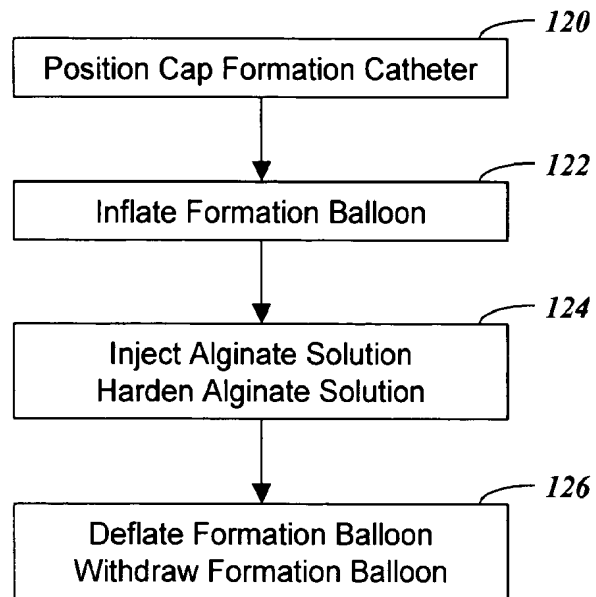 120
Position Cap Formation Catheter
122
Inflate Formation Balloon
124
Inject Alginate Solution
Harden Alginate Solution
126
Deflate Formation Balloon
Withdraw Formation Balloon